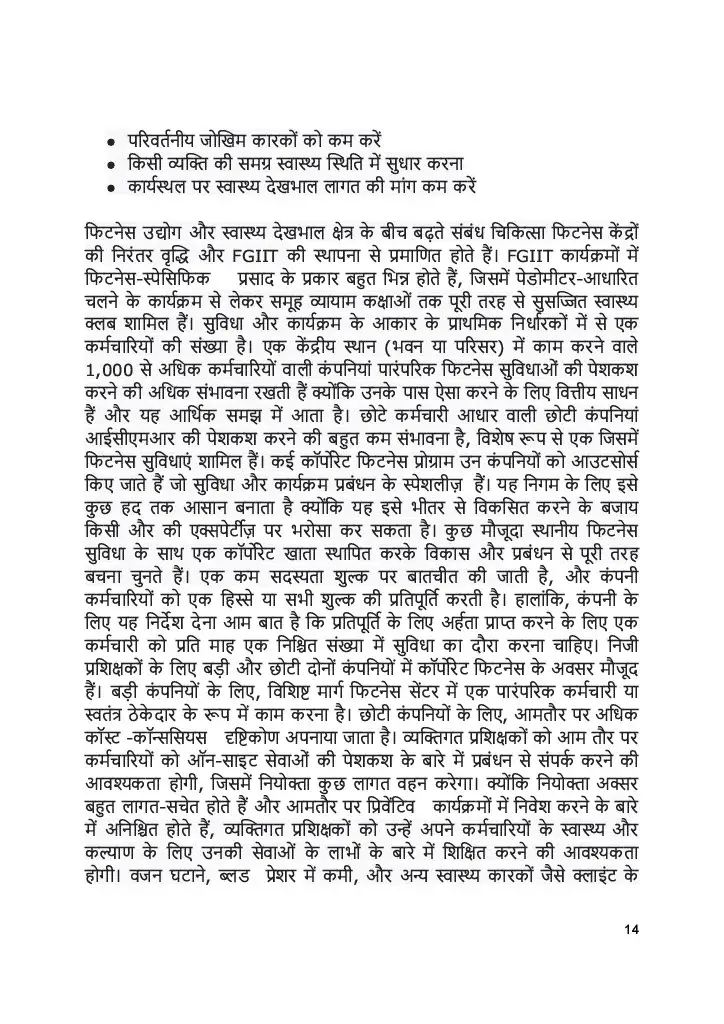 • परिवर्तनीय जोखिम कारकों को कम करें
• किसी व्यक्ति की समग्र स्वास्थ्य स्थिति में सुधार करना
• कार्यस्थल पर स्वास्थ्य देखभाल लागत की मांग कम करें
फिटनेस उद्योग और स्वास्थ्य देखभाल क्षेत्र के बीच बढ़ते संबंध चिकित्सा फिटनेस केंद्रों
की निरंतर वृद्धि और FGIIT की स्थापना से प्रमाणित होते हैं। FGIIT कार्यक्रमों में
फिटनेस-स्पेसिफिक प्रसाद के प्रकार बहुत भिन्न होते हैं, जिसमें पेडोमीटर-आधारित
चलने के कार्यक्रम से लेकर समूह व्यायाम कक्षाओं तक पूरी तरह से सुसज्जित स्वास्थ्य
क्लब शामिल हैं। सुविधा और कार्यक्रम के आकार के प्राथमिक निर्धारकों में से एक
कर्मचारियों की संख्या है। एक केंद्रीय स्थान (भवन या परिसर) में काम करने वाले
1,000 से अधिक कर्मचारियों वाली कंपनियां पारंपरिक फिटनेस सुविधाओं की पेशकश
करने की अधिक संभावना रखती हैं क्योंकि उनके पास ऐसा करने के लिए वित्तीय साधन
हैं और यह आर्थिक समझ में आता है। छोटे कर्मचारी आधार वाली छोटी कंपनियां
आईसीएमआर की पेशकश करने की बहुत कम संभावना है, विशेष रूप से एक जिसमें
फिटनेस सुविधाएं शामिल हैं। कई कॉर्पोरेट फिटनेस प्रोग्राम उन कंपनियों को आउटसोर्स
किए जाते हैं जो सुविधा और कार्यक्रम प्रबंधन के स्पेशलीज़ हैं। यह निगम के लिए इसे
कुछ हद तक आसान बनाता है क्योंकि यह इसे भीतर से विकसित करने के बजाय
किसी और की एक्सपेर्टीज़ पर भरोसा कर सकता है। कुछ मौजूदा स्थानीय फिटनेस
सुविधा के साथ एक कॉर्पोरेट खाता स्थापित करके विकास और प्रबंधन से पूरी तरह
बचना चुनते हैं। एक कम सदस्यता शुल्क पर बातचीत की जाती है, और कंपनी
कर्मचारियों को एक हिस्से या सभी शुल्क की प्रतिपूर्ति करती है। हालांकि, कंपनी के
लिए यह निर्देश देना आम बात है कि प्रतिपूर्ति के लिए अर्हता प्राप्त करने के लिए एक
कर्मचारी को प्रति माह एक निश्चित संख्या में सुविधा का दौरा करना चाहिए। निजी
प्रशिक्षकों के लिए बड़ी और छोटी दोनों कंपनियों में कॉर्पोरेट फिटनेस के अवसर मौजूद
हैं। बड़ी कंपनियों के लिए, विशिष्ट मार्ग फिटनेस सेंटर में एक पारंपरिक कर्मचारी या
स्वतंत्र ठेकेदार के रूप में काम करना है। छोटी कंपनियों के लिए, आमतौर पर अधिक
कॉस्ट -कॉन्ससियस दृष्टिकोण अपनाया जाता है। व्यक्तिगत प्रशिक्षकों को आम तौर पर
कर्मचारियों को ऑन-साइट सेवाओं की पेशकश के बारे में प्रबंधन से संपर्क करने की
आवश्यकता होगी, जिसमें नियोक्ता कुछ लागत वहन करेगा। क्योंकि नियोक्ता अक्सर
बहुत लागत-सचेत होते हैं और आमतौर पर प्रिवेंटिव कार्यक्रमों में निवेश करने के बारे
में अनिश्चित होते हैं, व्यक्तिगत प्रशिक्षकों को उन्हें अपने कर्मचारियों के स्वास्थ्य और
कल्याण के लिए उनकी सेवाओं के लाभों के बारे में शिक्षित करने की आवश्यकता
होगी। वजन घटाने, ब्लड प्रेशर में कमी, और अन्य स्वास्थ्य कारकों जैसे क्लाइंट के
14